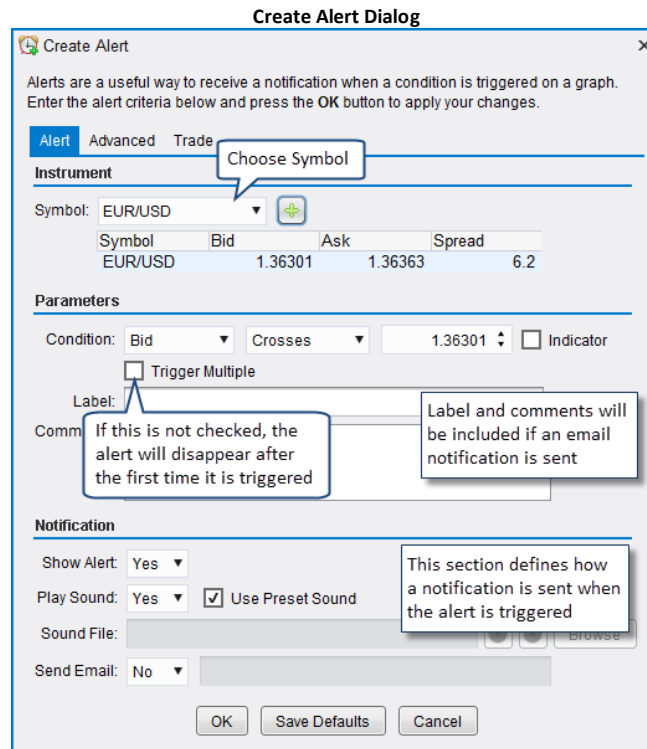 Create Alert Dialog
Create Alert
Alerts are a useful way to receive a notification when a condition is triggered on a graph.
Enter the alert criteria below and press the OK button to apply your changes.
Alert Advanced Trade
Choose Symbol
Instrument
Symbol: EUR/USD
Symbol Bid Ask Spread
EUR/USD 1.36301 1.36363 6.2
Parameters
Condition: Bid Crosses 1.36301 Indicator
Trigger Multiple
Label:
Label and comments will
be included if an email
notification is sent
Comm
If this is not checked, the
alert will disappear after
the first time it is triggered
Notification
Show Alert: Yes
This section defines how
a notification is sent when
the alert is triggered
Play Sound: Yes Use Preset Sound
Sound File: Browse
Send Email: No
OK Save Defaults Cancel